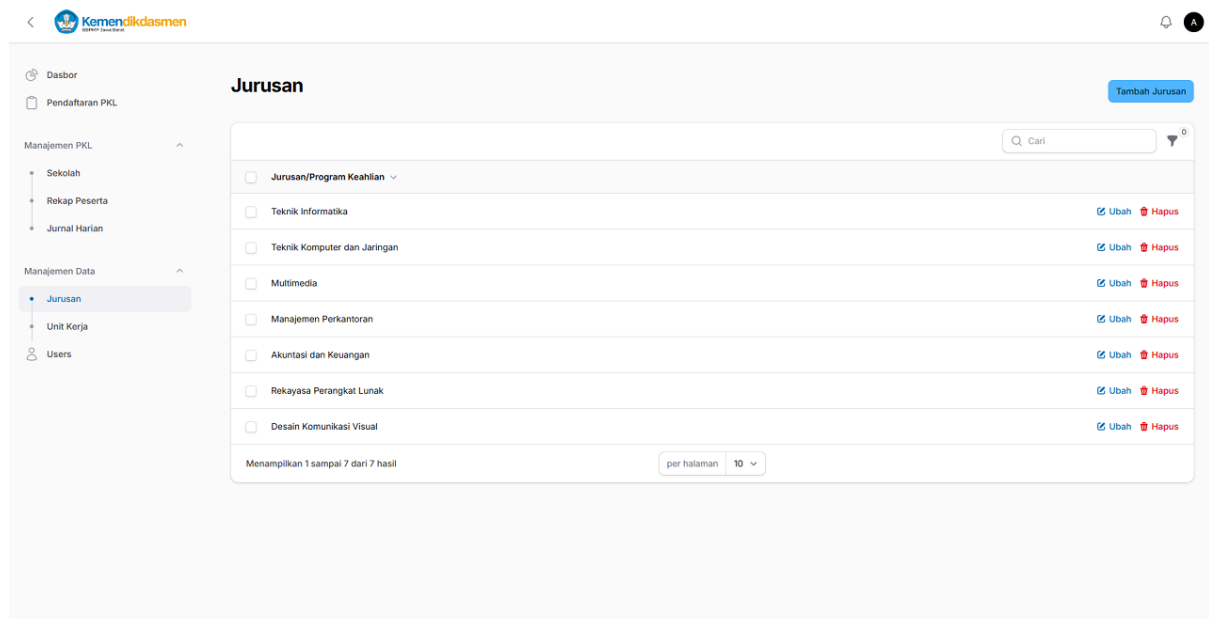 Kemendikdasmen
BBPMP Jawa Barat
A
Dasbor
Pendaftaran PKL
Manajemen PKL
Sekolah
Rekap Peserta
Jurnal Harian
Manajemen Data
Jurusan
Unit Kerja
Users
Jurusan
Tambah Jurusan
Cari
0
Jurusan/Program Keahlian
Teknik Informatika Ubah Hapus
Teknik Komputer dan Jaringan Ubah Hapus
Multimedia Ubah Hapus
Manajemen Perkantoran Ubah Hapus
Akuntasi dan Keuangan Ubah Hapus
Rekayasa Perangkat Lunak Ubah Hapus
Desain Komunikasi Visual Ubah Hapus
Menampilkan 1 sampai 7 dari 7 hasil per halaman 10